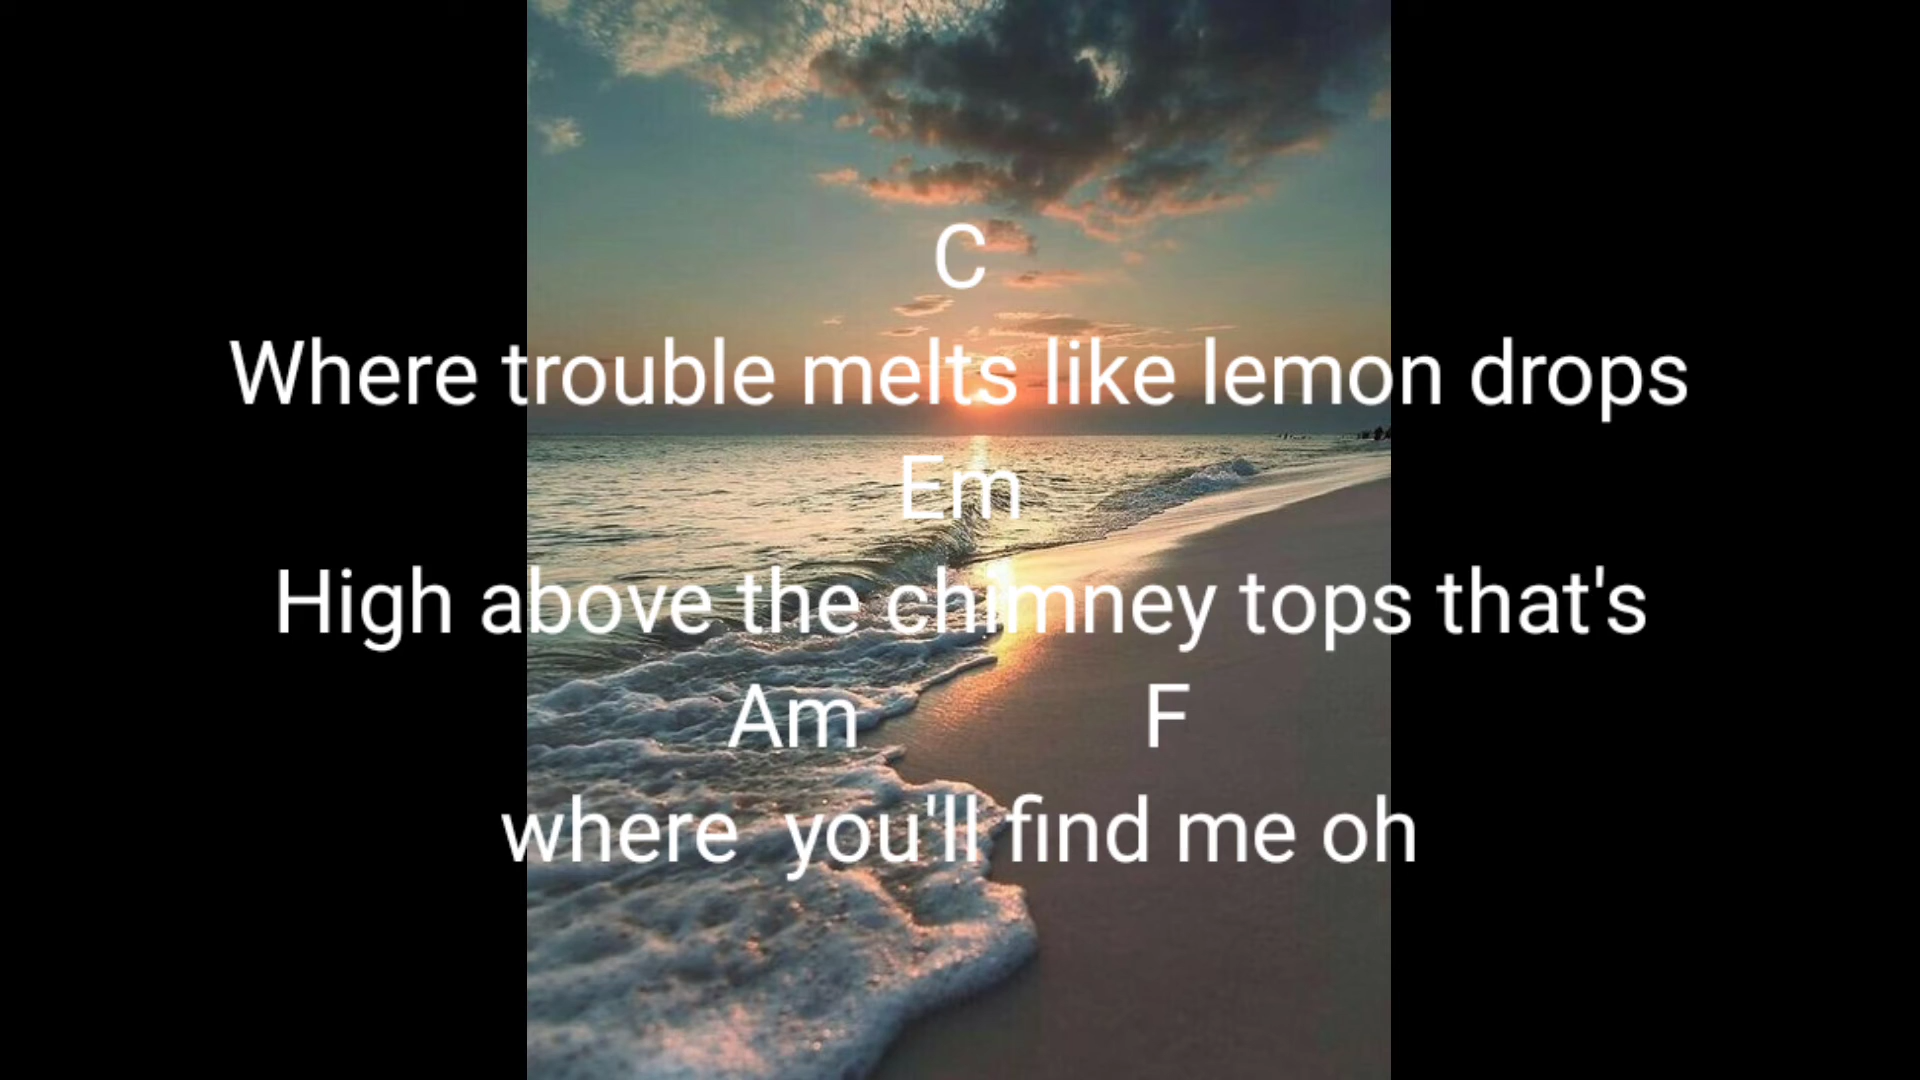 C
Where trouble melts like lemon drops
Em
High above the chimney tops that's
Am F
where  you'll find me oh